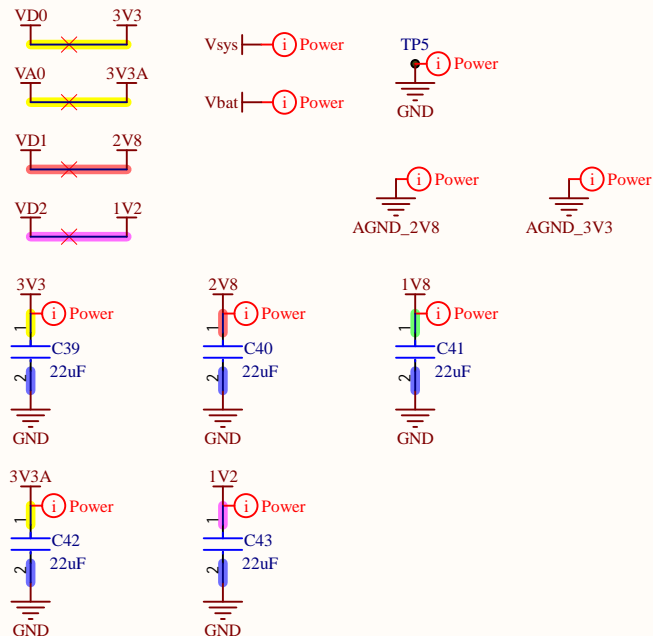 VD0 3V3
Vsys i Power
TP5
i Power
GND
VA0 3V3A
Vbat i Power
VD1 2V8
VD2 1V2
i Power
AGND_2V8
i Power
AGND_3V3
3V3
i Power
1
C39
22uF
2
GND
2V8
i Power
1
C40
22uF
2
GND
1V8
i Power
1
C41
22uF
2
GND
3V3A
i Power
1
C42
22uF
2
GND
1V2
i Power
1
C43
22uF
2
GND